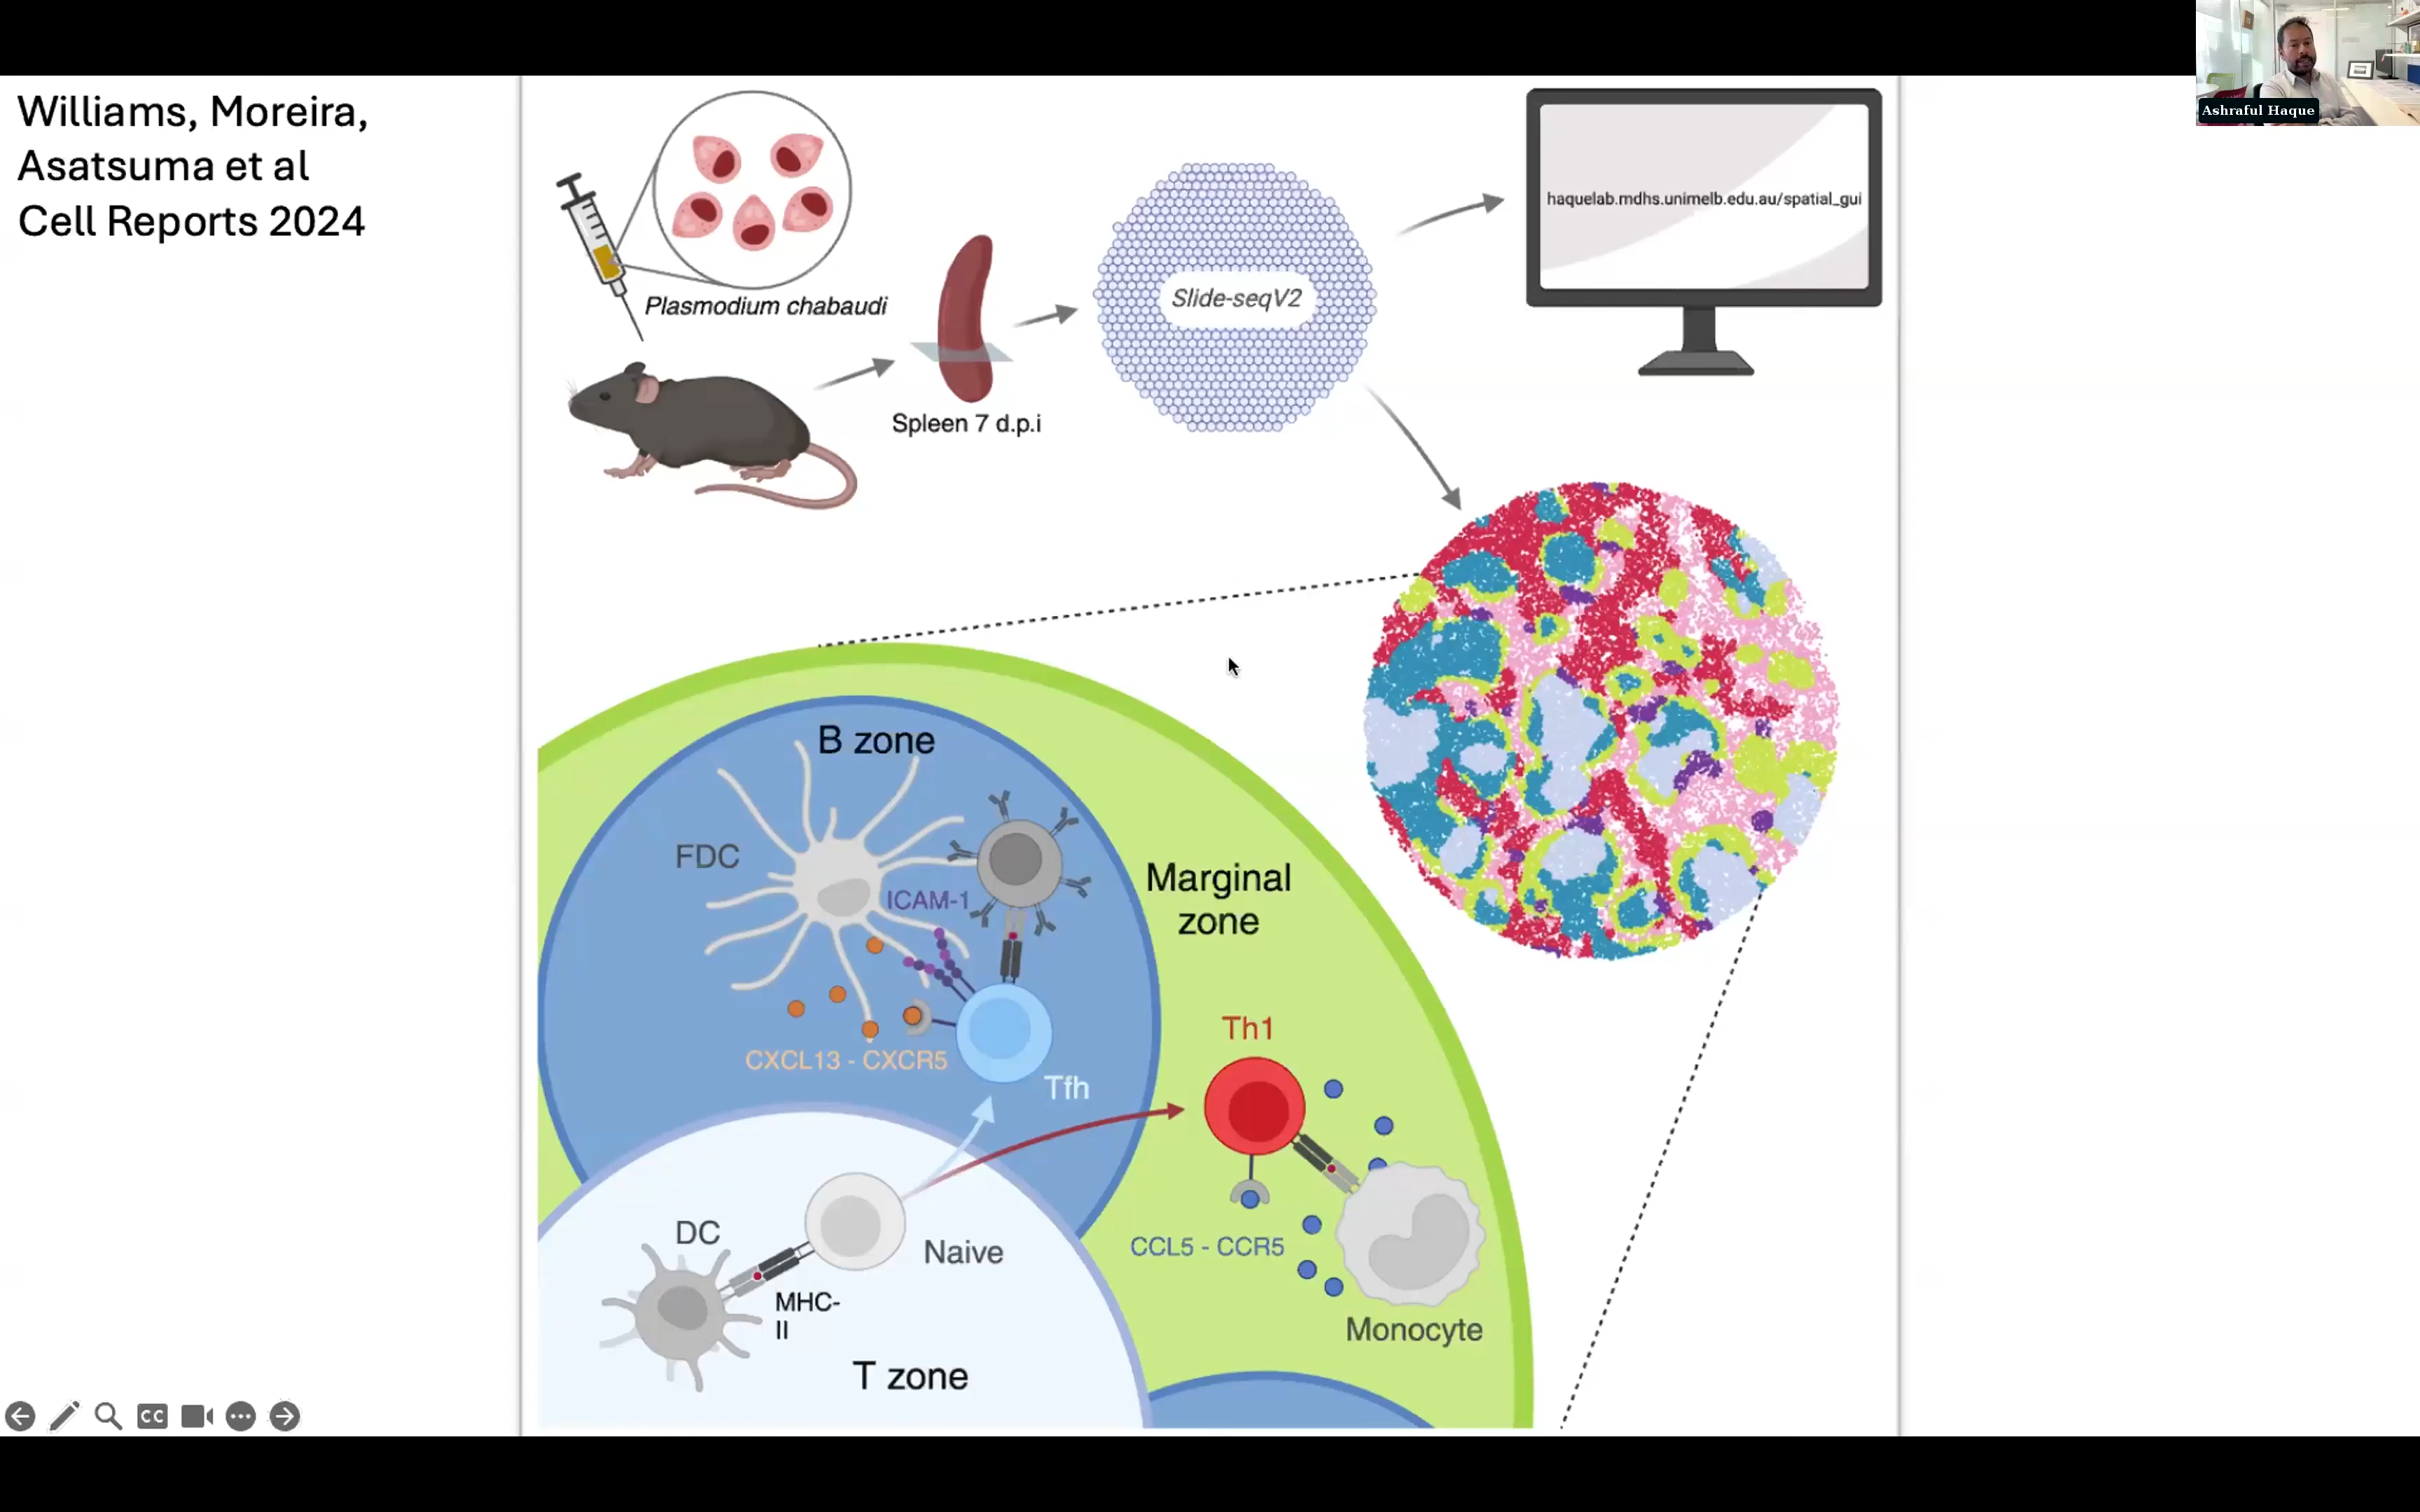 Williams, Moreira,
Asatsuma et al
Cell Reports 2024
Plasmodium chabaudi
Spleen 7 d.p.i
Slide-seqV2
haquelab.mdhs.unimelb.edu.au/spatial_gui
Ashraful Haque
B zone
FDC
ICAM-1
CXCL13 - CXCR5
Tfh
Marginal
zone
Th1
CCL5 - CCR5
Monocyte
DC
Naive
MHC-
II
T zone
CC